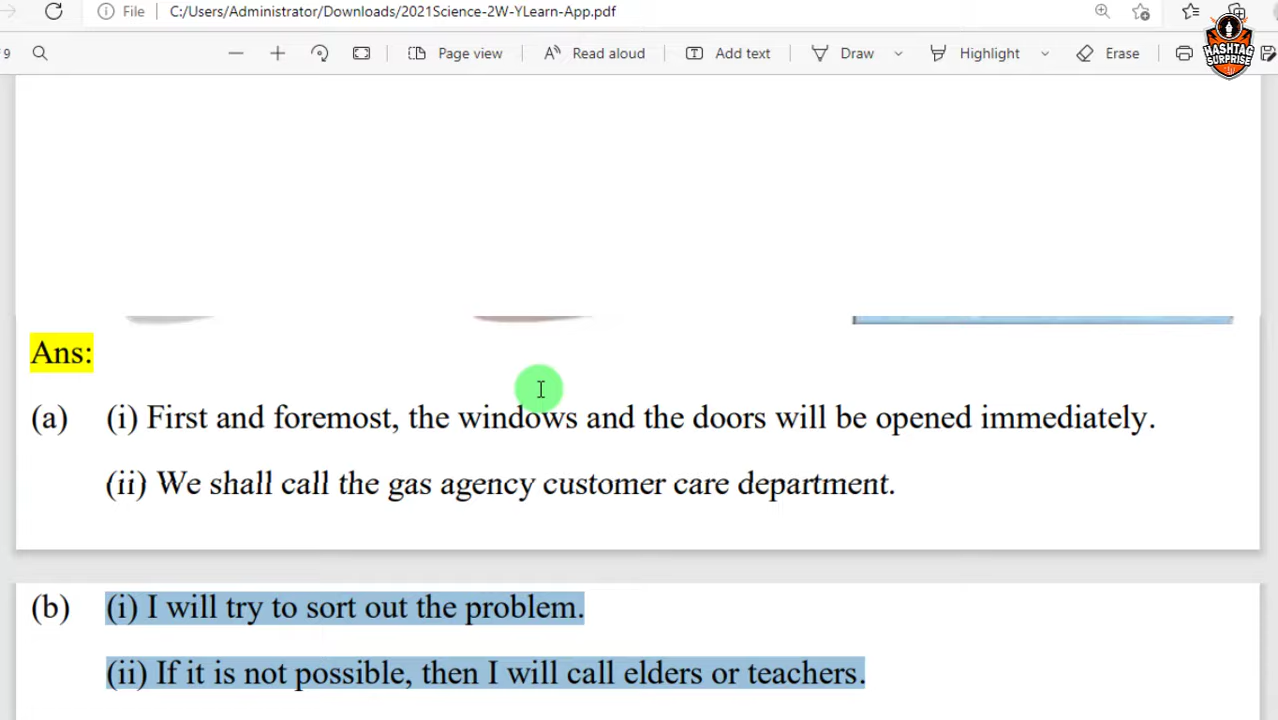 File C:/Users/Administrator/Downloads/2021Science-2W-YLearn-App.pdf
9 Page view Read aloud Add text Draw Highlight Erase
HASHTAG
SURPRISE
Ans:
(a) (i) First and foremost, the windows and the doors will be opened immediately.
(ii) We shall call the gas agency customer care department.
(b) (i) I will try to sort out the problem.
(ii) If it is not possible, then I will call elders or teachers.